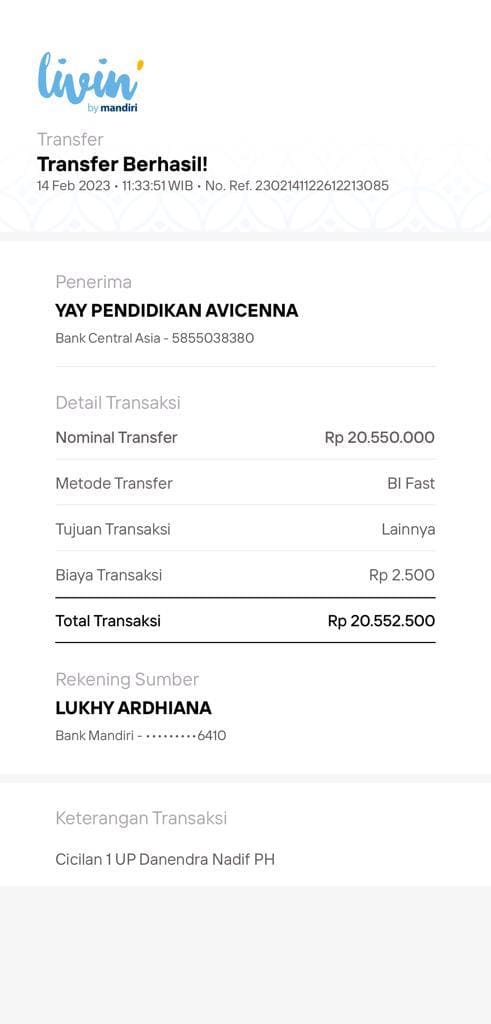 livin'
by mandiri
Transfer
Transfer Berhasil!
14 Feb 2023 • 11:33:51 WIB • No. Ref. 2302141122612213085
Penerima
YAY PENDIDIKAN AVICENNA
Bank Central Asia - 5855038380
Detail Transaksi
Nominal Transfer Rp 20.550.000
Metode Transfer BI Fast
Tujuan Transaksi Lainnya
Biaya Transaksi Rp 2.500
Total Transaksi Rp 20.552.500
Rekening Sumber
LUKHY ARDHIANA
Bank Mandiri - •••••••••6410
Keterangan Transaksi
Cicilan 1 UP Danendra Nadif PH